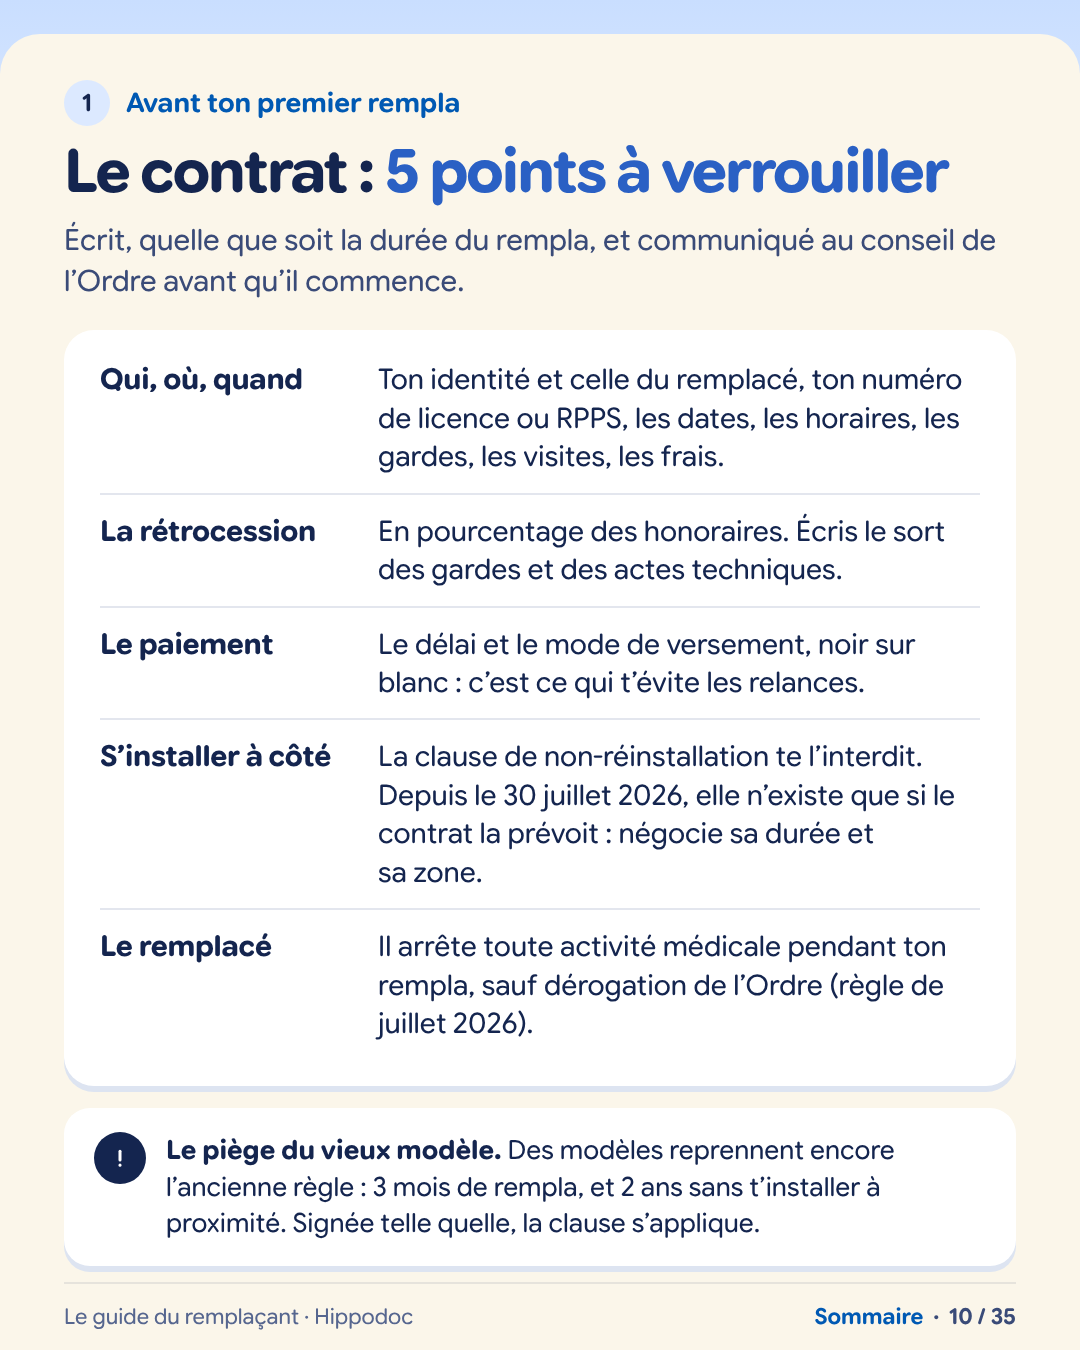 1 Avant ton premier rempla
Le contrat : 5 points à verrouiller
Écrit, quelle que soit la durée du rempla, et communiqué au conseil de
l’Ordre avant qu’il commence.
Qui, où, quand
Ton identité et celle du remplacé, ton numéro
de licence ou RPPS, les dates, les horaires, les
gardes, les visites, les frais.
La rétrocession
En pourcentage des honoraires. Écris le sort
des gardes et des actes techniques.
Le paiement
Le délai et le mode de versement, noir sur
blanc : c’est ce qui t’évite les relances.
S’installer à côté
La clause de non-réinstallation te l’interdit.
Depuis le 30 juillet 2026, elle n’existe que si le
contrat la prévoit : négocie sa durée et
sa zone.
Le remplacé
Il arrête toute activité médicale pendant ton
rempla, sauf dérogation de l’Ordre (règle de
juillet 2026).
! Le piège du vieux modèle. Des modèles reprennent encore
l’ancienne règle : 3 mois de rempla, et 2 ans sans t’installer à
proximité. Signée telle quelle, la clause s’applique.
Le guide du remplaçant · Hippodoc
Sommaire · 10 / 35